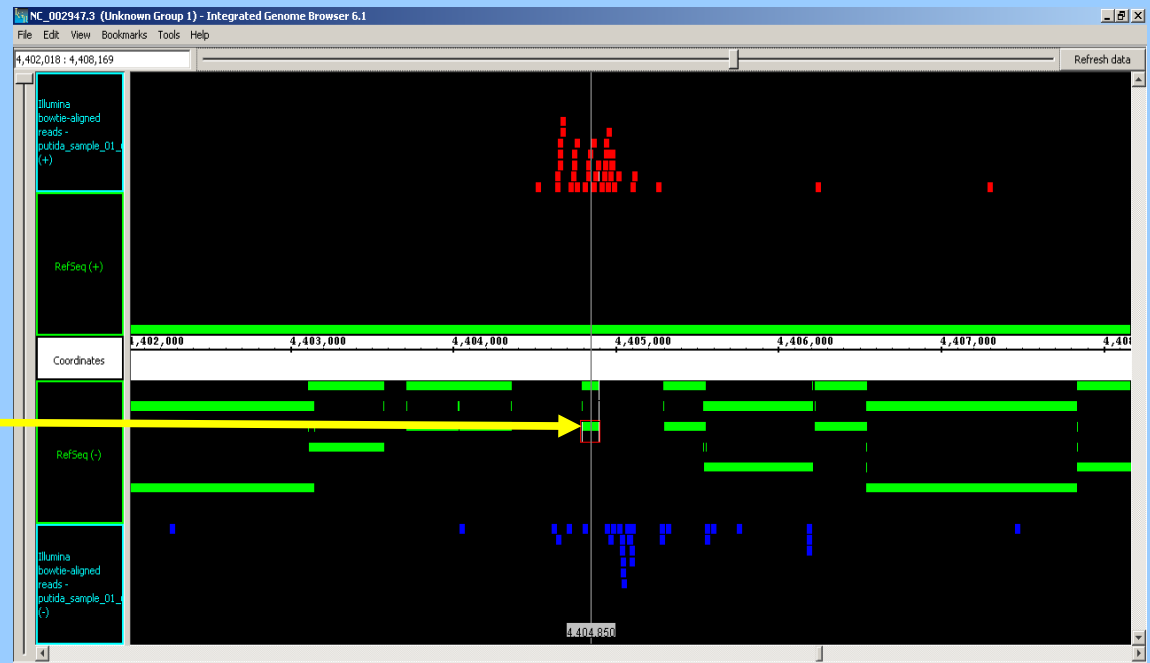 NC_002947.3 (Unknown Group 1) - Integrated Genome Browser 6.1
File Edit View Bookmarks Tools Help
4,402,018 : 4,408,169
Refresh data
Illumina
bowtie-aligned
reads -
putida_sample_01_
(+)
RefSeq (+)
Coordinates
4,402,000 4,403,000 4,404,000 4,405,000 4,406,000 4,407,000
RefSeq (-)
Illumina
bowtie-aligned
reads -
putida_sample_01_
(-)
4,404,850